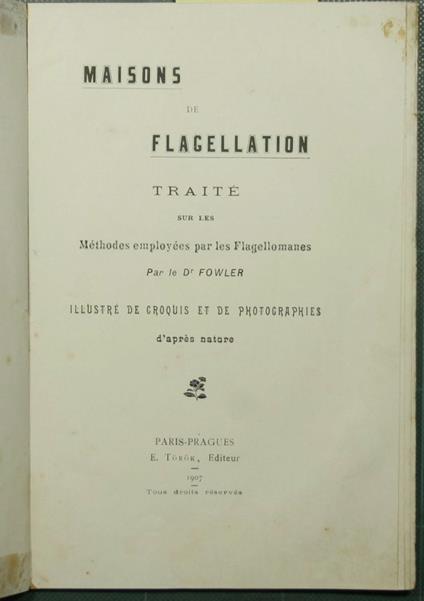 MAISONS
DE
FLAGELLATION
TRAITÉ
SUR LES
Méthodes employées par les Flagellomanes
Par le Dr FOWLER
ILLUSTRÉ DE CROQUIS ET DE PHOTOGRAPHIES
d'après nature
PARIS-PRAGUES
E. TÖRÖK, Editeur
1907
Tous droits réservés